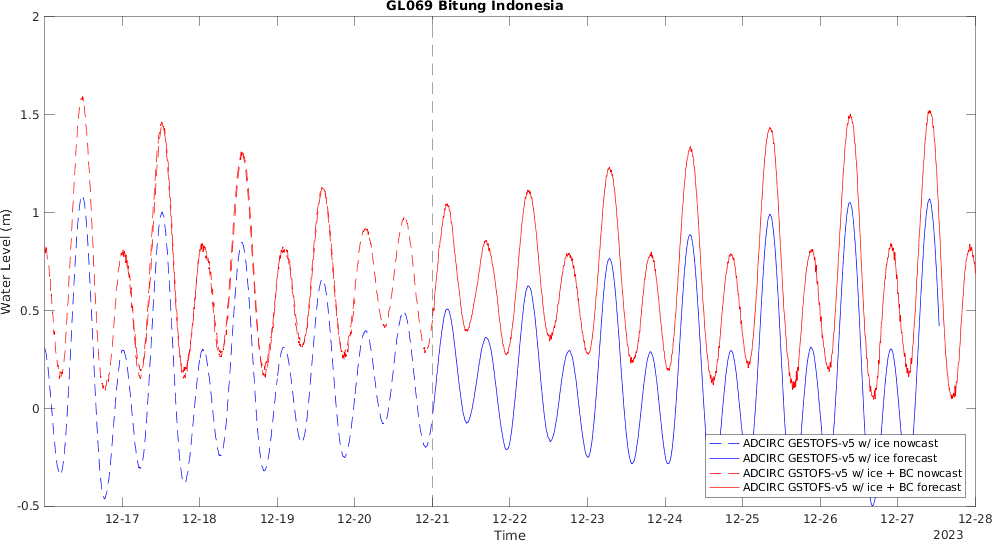 GL069 Bitung Indonesia
Water Level (m)
2
1.5
1
0.5
0
-0.5
ADCIRC GESTOFS-v5 w/ ice nowcast
ADCIRC GESTOFS-v5 w/ ice forecast
ADCIRC GSTOFS-v5 w/ ice + BC nowcast
ADCIRC GSTOFS-v5 w/ ice + BC forecast
12-17 12-18 12-19 12-20 12-21 12-22 12-23 12-24 12-25 12-26 12-27 12-28
Time
2023